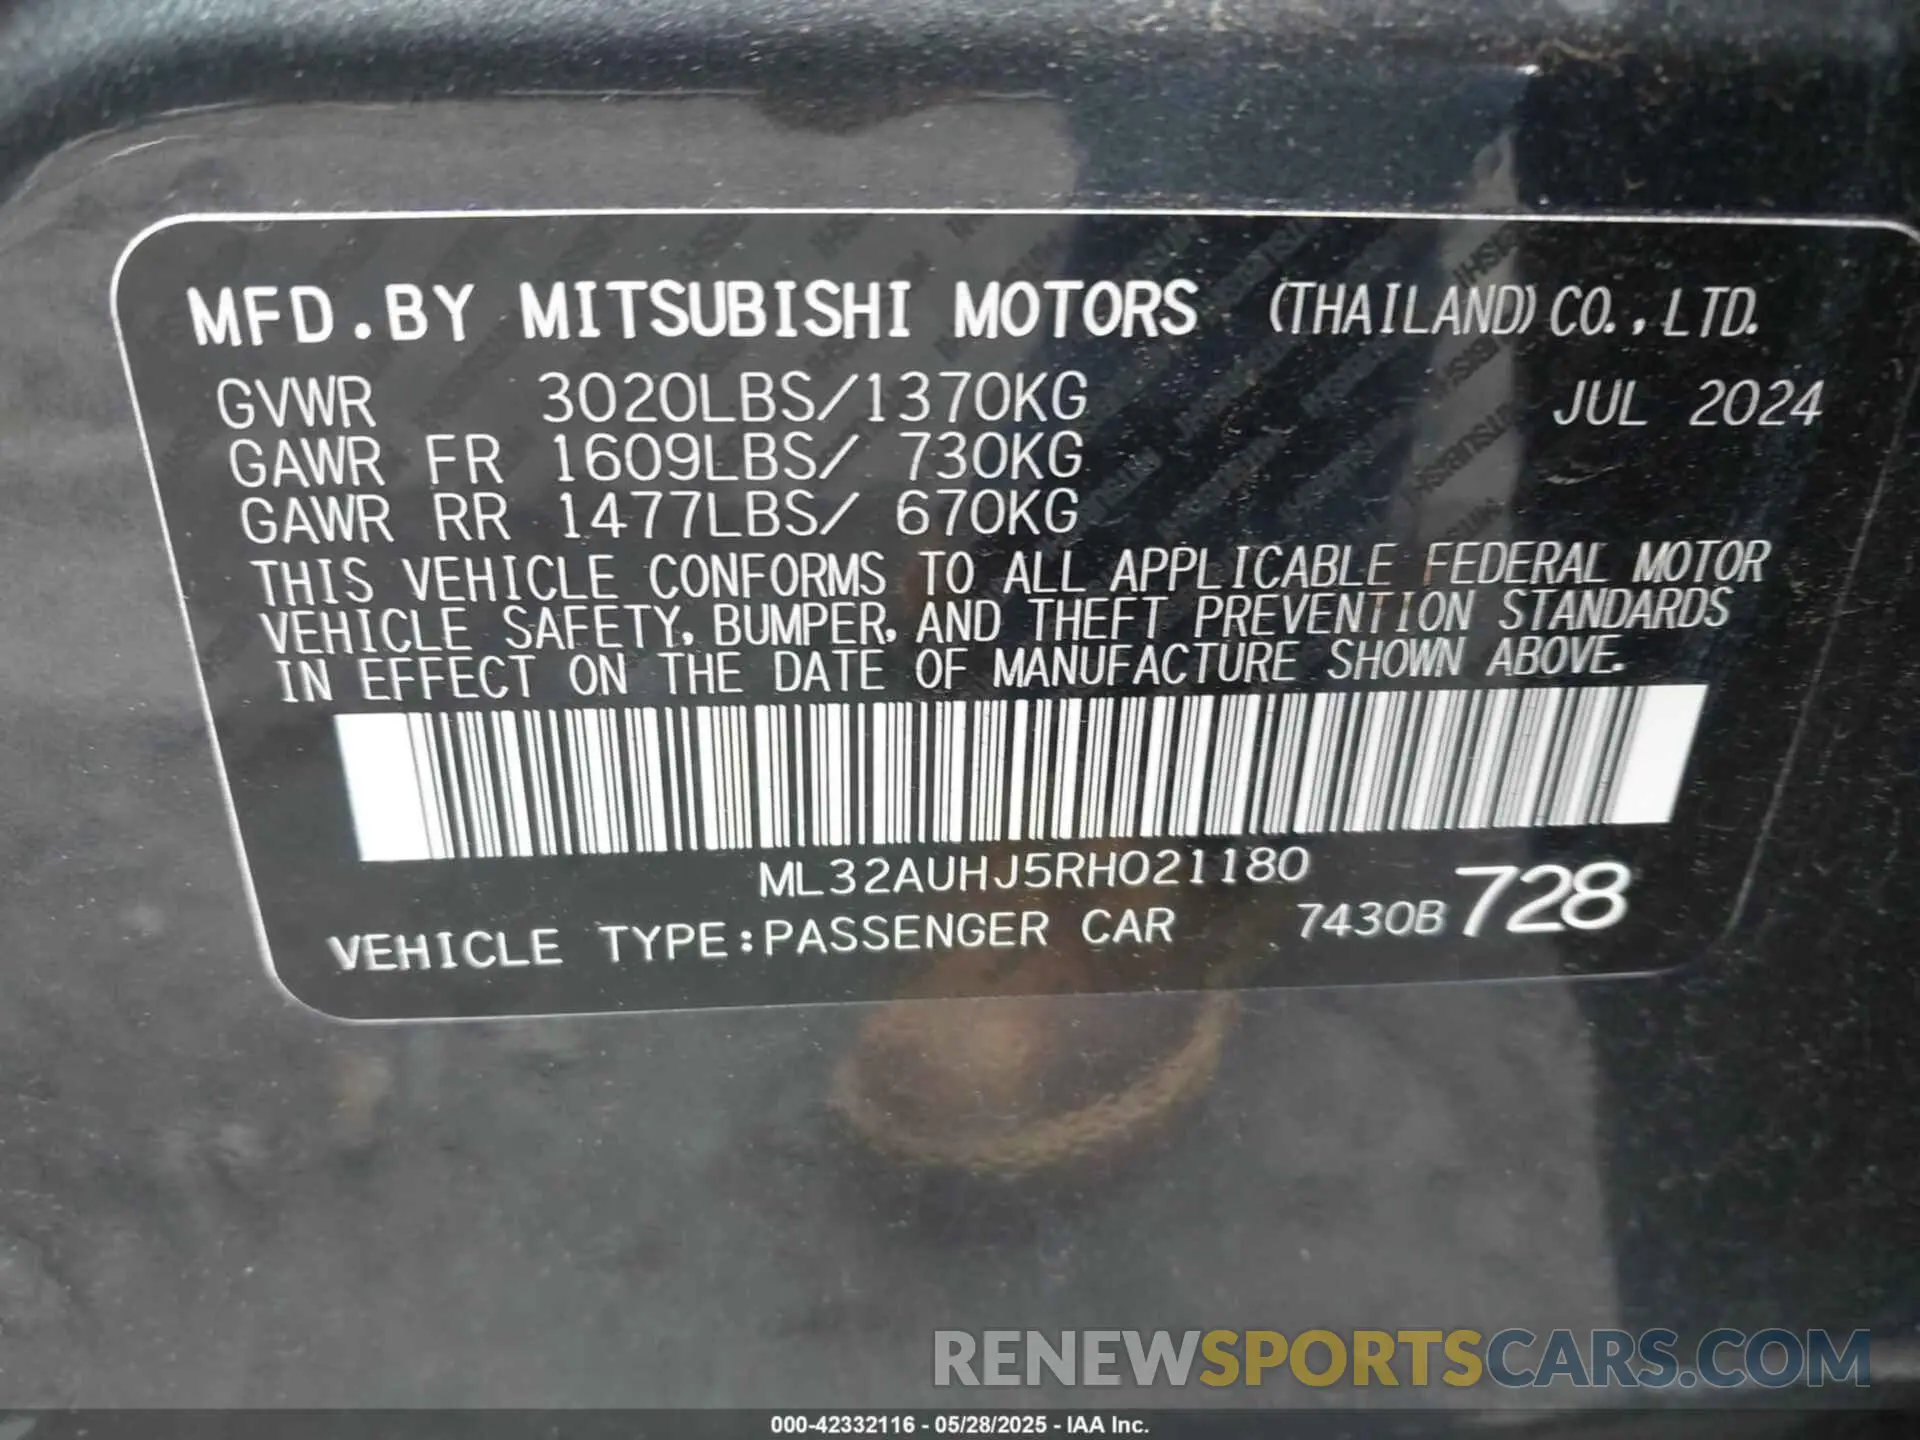 MFD.BY MITSUBISHI MOTORS (THAILAND)CO.,LTD.
GVWR 3020LBS/1370KG JUL 2024
GAWR FR 1609LBS/ 730KG
GAWR RR 1477LBS/ 670KG
THIS VEHICLE CONFORMS TO ALL APPLICABLE FEDERAL MOTOR
VEHICLE SAFETY, BUMPER, AND THEFT PREVENTION STANDARDS
IN EFFECT ON THE DATE OF MANUFACTURE SHOWN ABOVE.
ML32AUHJ5RH021180
VEHICLE TYPE:PASSENGER CAR 7430B 728
RENEWSPORTSCARS.COM
000-42332116 - 05/28/2025 - IAA Inc.